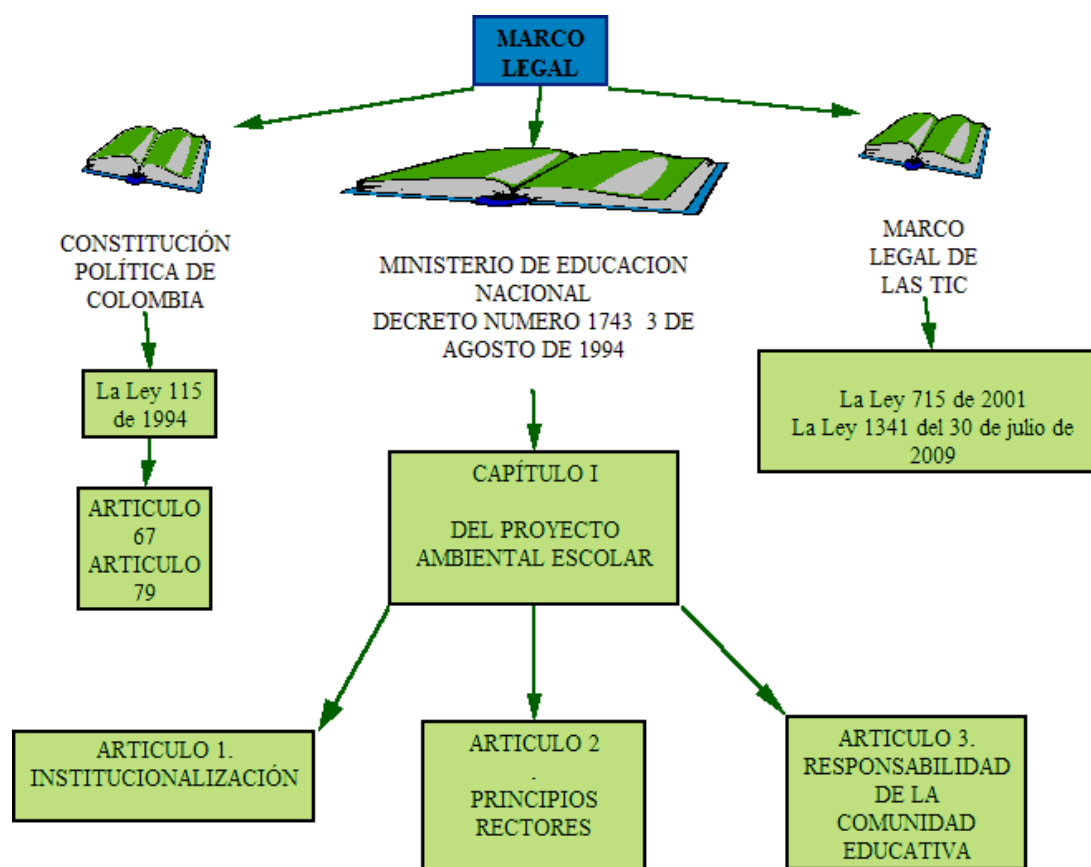 MARCO
LEGAL
CONSTITUCIÓN
POLÍTICA DE
COLOMBIA
La Ley 115
de 1994
ARTICULO
67
ARTICULO
79
MINISTERIO DE EDUCACION
NACIONAL
DECRETO NUMERO 1743 3 DE
AGOSTO DE 1994
CAPÍTULO I
DEL PROYECTO
AMBIENTAL ESCOLAR
MARCO
LEGAL DE
LAS TIC
La Ley 715 de 2001
La Ley 1341 del 30 de julio de
2009
ARTICULO 1.
INSTITUCIONALIZACIÓN
ARTICULO 2
.
PRINCIPIOS
RECTORES
ARTICULO 3.
RESPONSABILIDAD
DE LA
COMUNIDAD
EDUCATIVA